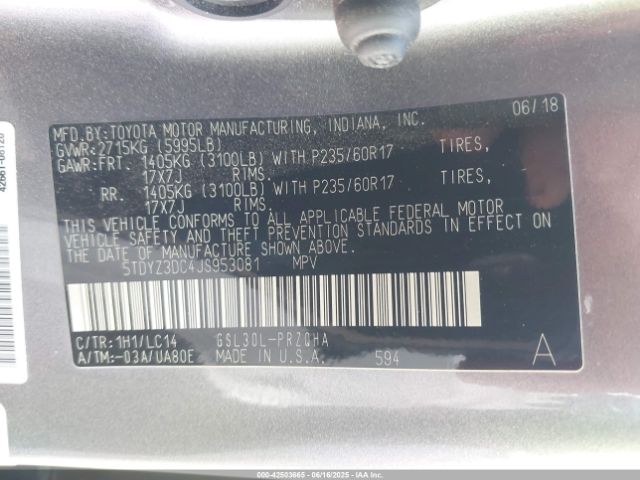 06/18
MFD.BY:TOYOTA MOTOR MANUFACTURING, INDIANA, INC.
GVWR:2715KG (5995LB)
GAWR:FRT. 1405KG (3100LB) WITH P235/60R17 TIRES,
17X7J RIMS.
RR. 1405KG (3100LB) WITH P235/60R17 TIRES,
17X7J RIMS.
THIS VEHICLE CONFORMS TO ALL APPLICABLE FEDERAL MOTOR
VEHICLE SAFETY AND THEFT PREVENTION STANDARDS IN EFFECT ON
THE DATE OF MANUFACTURE SHOWN ABOVE.
5TDYZ3DC4JS953081 MPV
C/TR:1H1/LC14 GSL30L-PRZQHA
A/TM:-03A/UA80E MADE IN U.S.A. 594 A
000-42503665 - 06/16/2025 - IAAI.COM